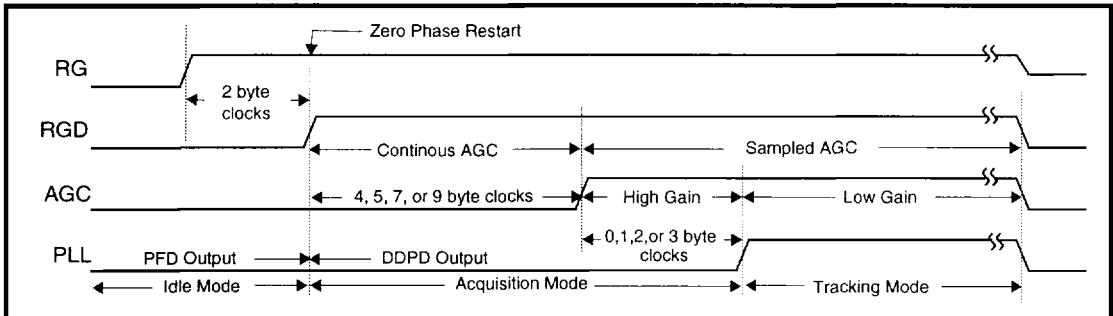 Zero Phase Restart
RG
2 byte
clocks
RGD
Continous AGC
Sampled AGC
AGC
4, 5, 7, or 9 byte clocks
High Gain
Low Gain
0,1,2,or 3 byte
clocks
PLL
PFD Output
DDPD Output
Idle Mode
Acquisition Mode
Tracking Mode